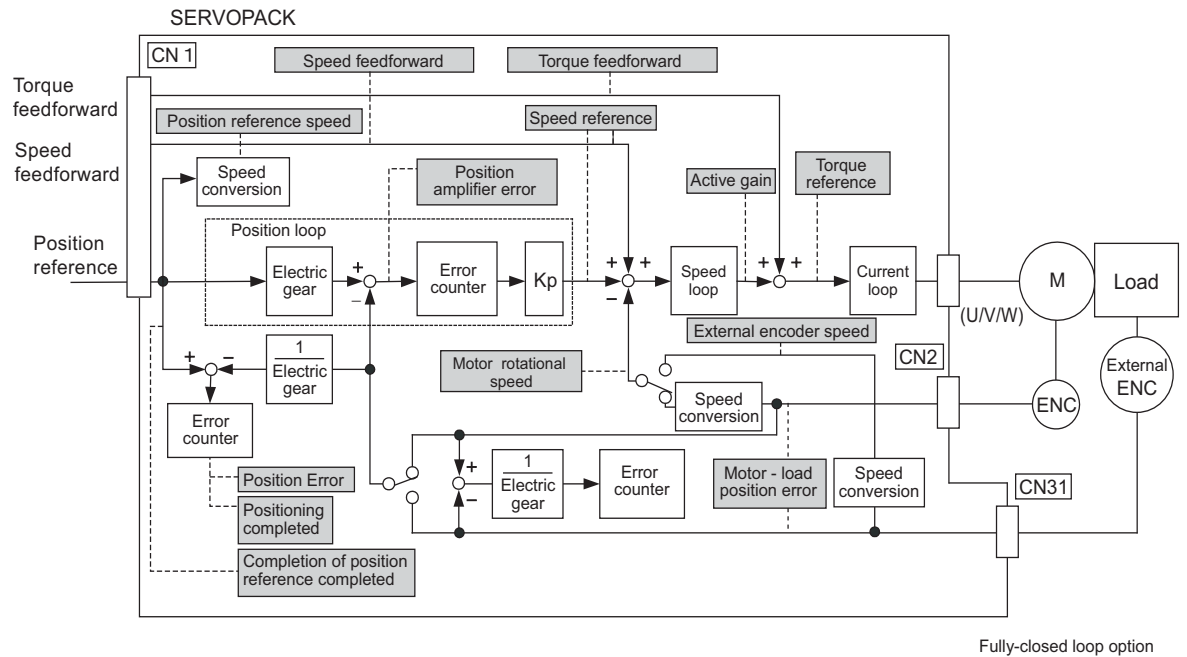 SERVOPACK
CN 1
Speed feedforward
Torque feedforward
Torque
feedforward
Position reference speed
Speed reference
Speed
feedforward
Speed
conversion
Position
amplifier error
Active gain
Torque
reference
Position
reference
Position loop
Electric
gear
+
−
Error
counter
Kp
+
+
−
Speed
loop
+
+
Current
loop
(U/V/W)
M
Load
External encoder speed
+
−
1
Electric
gear
Motor rotational
speed
CN2
External
ENC
Speed
conversion
ENC
Error
counter
+
−
1
Electric
gear
Error
counter
Motor - load
position error
Speed
conversion
CN31
Position Error
Positioning
completed
Completion of position
reference completed
Fully-closed loop option